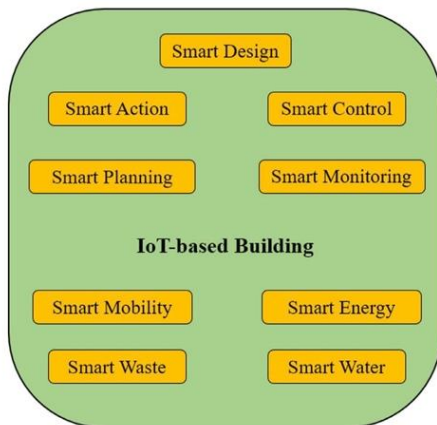 Smart Design
Smart Action
Smart Control
Smart Planning
Smart Monitoring
IoT-based Building
Smart Mobility
Smart Energy
Smart Waste
Smart Water